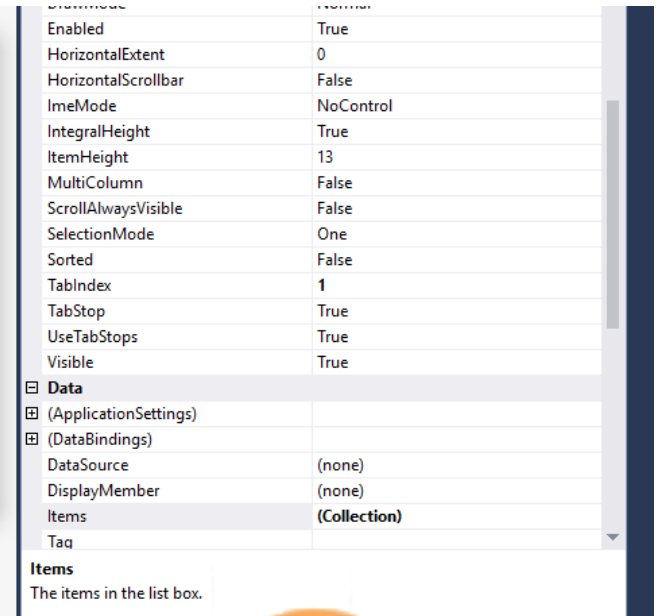 DrawMode Normal
Enabled True
HorizontalExtent 0
HorizontalScrollbar False
ImeMode NoControl
IntegralHeight True
ItemHeight 13
MultiColumn False
ScrollAlwaysVisible False
SelectionMode One
Sorted False
TabIndex 1
TabStop True
UseTabStops True
Visible True
Data
(ApplicationSettings)
(DataBindings)
DataSource (none)
DisplayMember (none)
Items (Collection)
Tag
Items
The items in the list box.